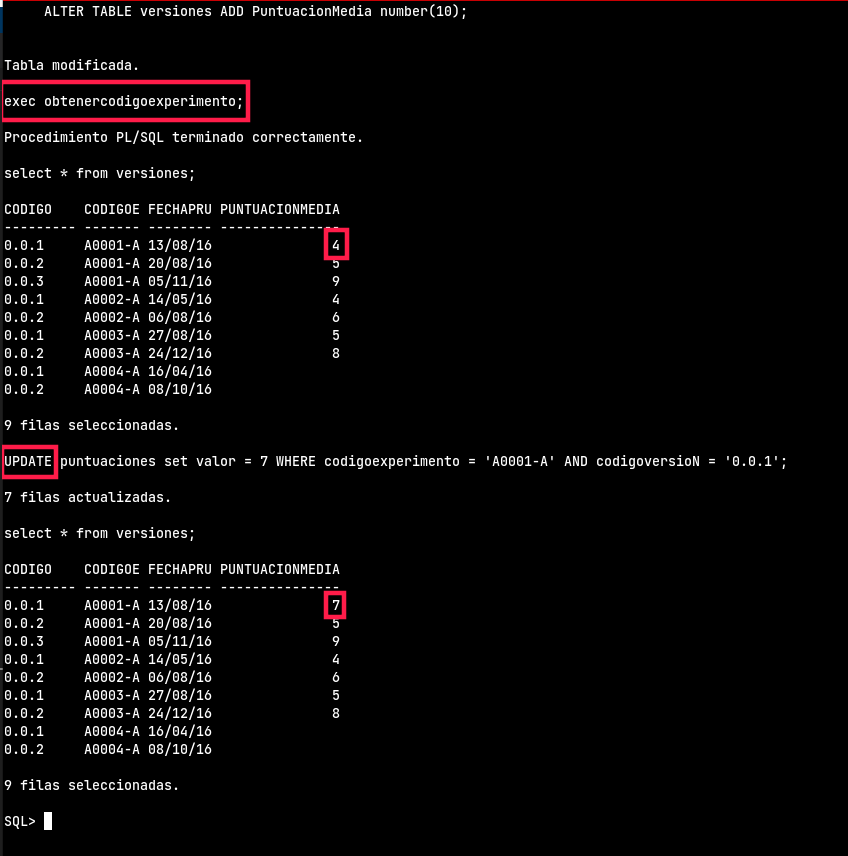 ALTER TABLE versiones ADD PuntuacionMedia number(10);
Tabla modificada.
exec obtenercodigoexperimento;
Procedimiento PL/SQL terminado correctamente.
select * from versiones;
CODIGO    CODIGOE FECHAPRU PUNTUACIONMEDIA
--------- ------- -------- ---------------
0.0.1     A0001-A 13/08/16               4
0.0.2     A0001-A 20/08/16               5
0.0.3     A0001-A 05/11/16               9
0.0.1     A0002-A 14/05/16               4
0.0.2     A0002-A 06/08/16               6
0.0.1     A0003-A 27/08/16               5
0.0.2     A0003-A 24/12/16               8
0.0.1     A0004-A 16/04/16
0.0.2     A0004-A 08/10/16
9 filas seleccionadas.
UPDATE puntuaciones set valor = 7 WHERE codigoexperimento = 'A0001-A' AND codigoversioN = '0.0.1';
7 filas actualizadas.
select * from versiones;
CODIGO    CODIGOE FECHAPRU PUNTUACIONMEDIA
--------- ------- -------- ---------------
0.0.1     A0001-A 13/08/16               7
0.0.2     A0001-A 20/08/16               5
0.0.3     A0001-A 05/11/16               9
0.0.1     A0002-A 14/05/16               4
0.0.2     A0002-A 06/08/16               6
0.0.1     A0003-A 27/08/16               5
0.0.2     A0003-A 24/12/16               8
0.0.1     A0004-A 16/04/16
0.0.2     A0004-A 08/10/16
9 filas seleccionadas.
SQL>